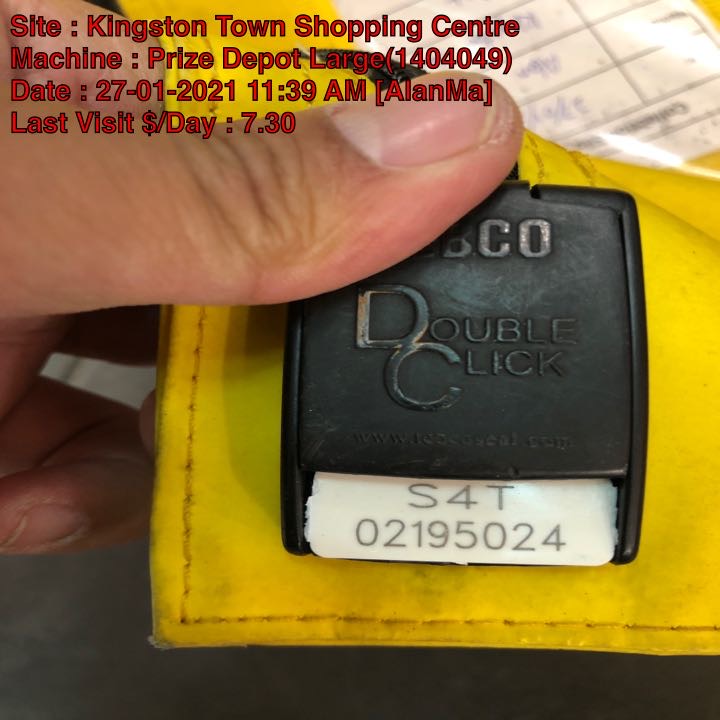 Site : Kingston Town Shopping Centre
Machine : Prize Depot Large(1404049)
Date : 27-01-2021 11:39 AM [AlanMa]
Last Visit $/Day : 7.30
BCO
DOUBLE
CLICK
S4T
02195024